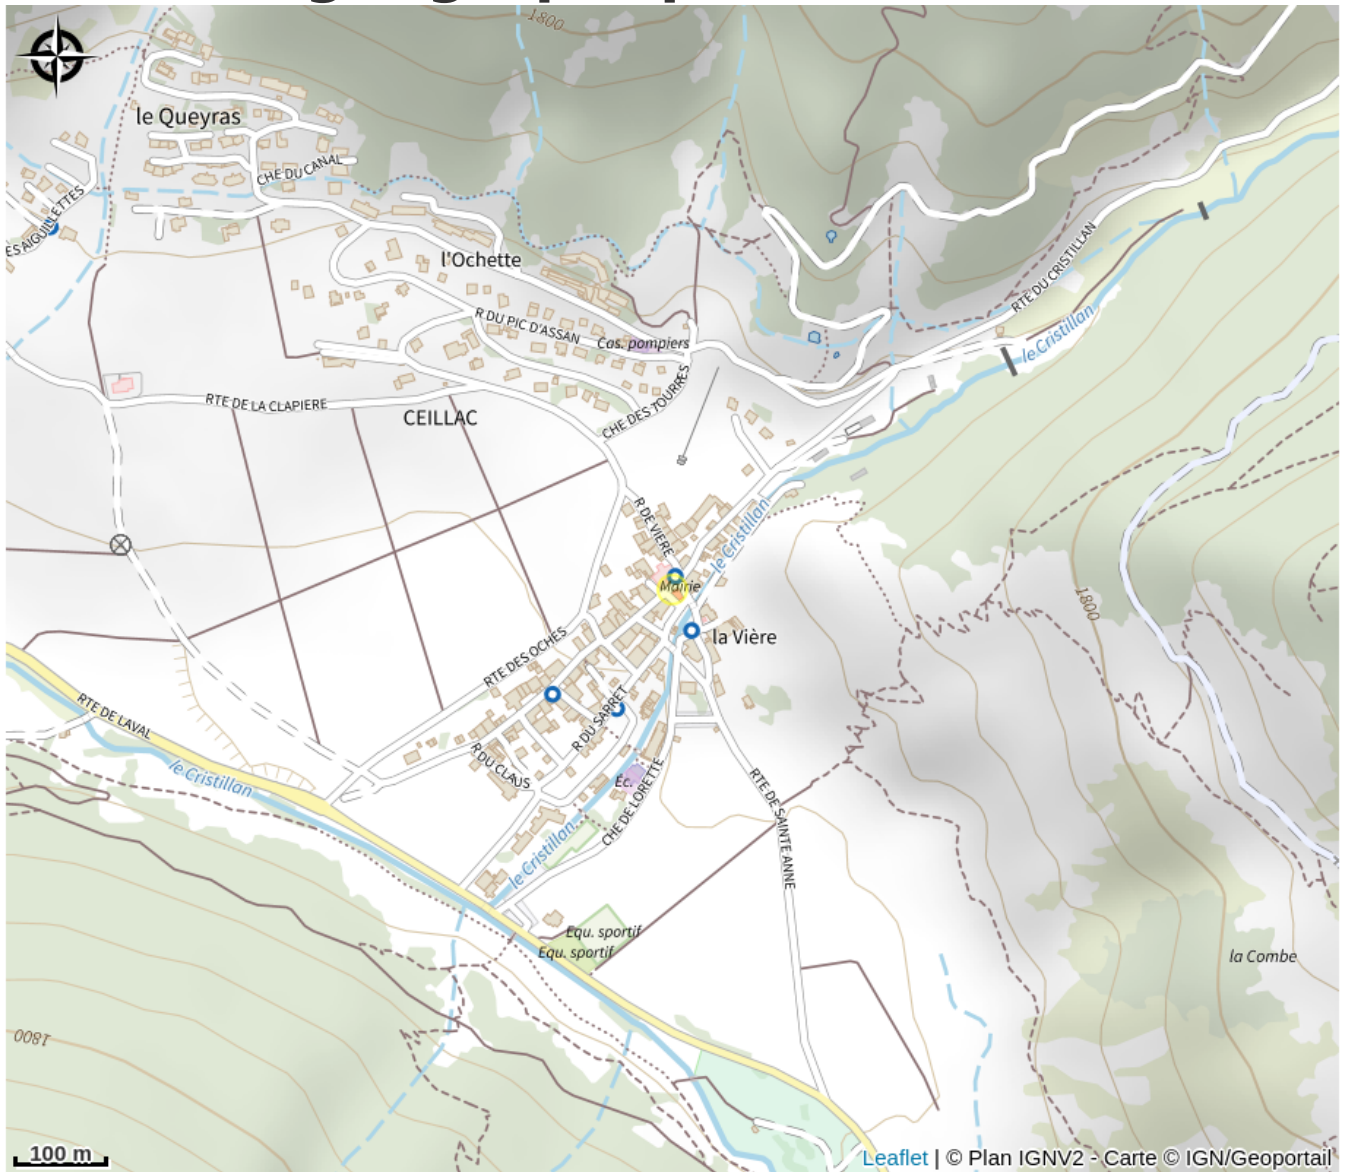 1800
le Queyras
CHE DU CANAL
ES AIGUILLETTES
l'Ochette
RTE DU CRISTILLAN
le Cristillan
R DU PIC D'ASSAN
Cas. pompiers
CHE DES TOURRES
RTE DE LA CLAPIERE
CEILLAC
R DE VIERE
le Cristillan
Mairie
1800
la Vière
RTE DES OCHES
R DU SARRET
RTE DE LAVAL
le Cristillan
R DU CLAUS
Éc.
CHE DE LORETTE
RTE DE SAINTE ANNE
le Cristillan
Equ. sportif
Equ. sportif
la Combe
1800
100 m
Leaflet | © Plan IGNV2 - Carte © IGN/Geoportail